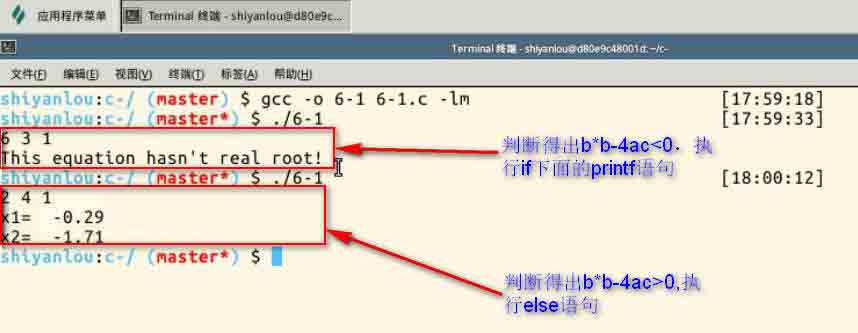 应用程序菜单 Terminal 终端 - shiyanlou@d80e9c...
Terminal 终端 - shiyanlou@d80e9c48001d: ~/c-
文件(F) 编辑(E) 视图(V) 终端(T) 标签(A) 帮助(H)
shiyanlou:c-/ (master) $ gcc -o 6-1 6-1.c -lm [17:59:18]
shiyanlou:c-/ (master*) $ ./6-1 [17:59:33]
6 3 1
This equation hasn't real root!
判断得出b*b-4ac<0，执
行if下面的printf语句
shiyanlou:c-/ (master*) $ ./6-1 [18:00:12]
2 4 1
x1=  -0.29
x2=  -1.71
shiyanlou:c-/ (master*) $
判断得出b*b-4ac>0,执
行else语句